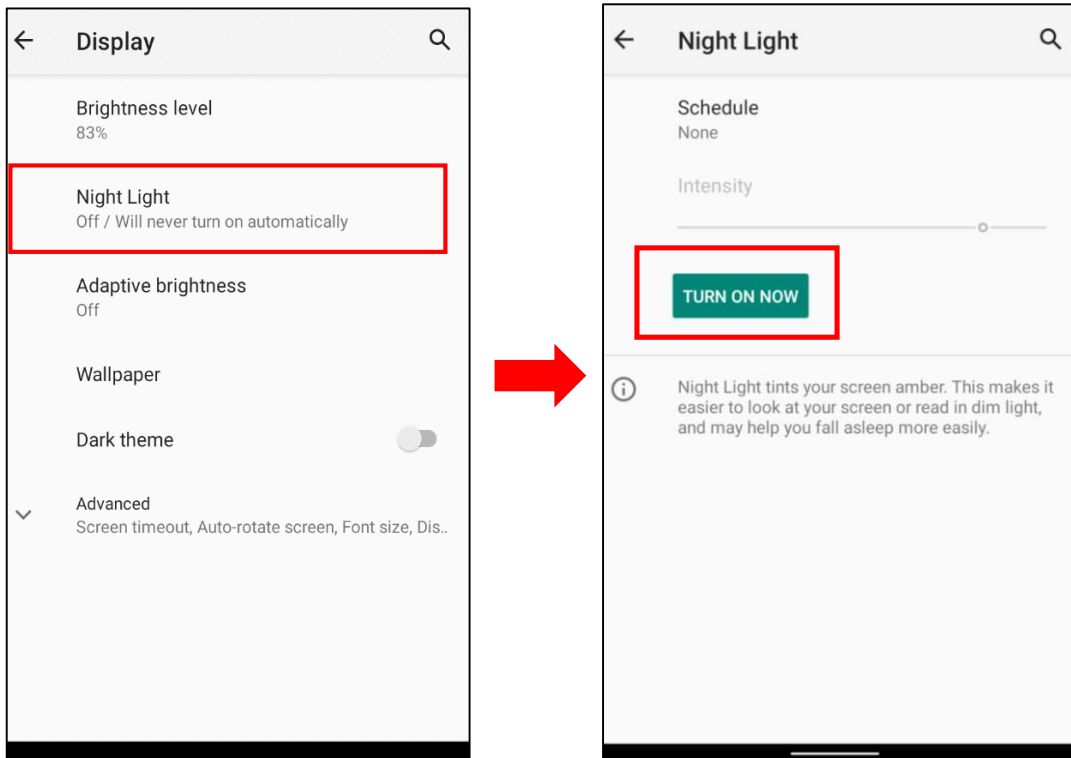 Display
Brightness level
83%
Night Light
Off / Will never turn on automatically
Adaptive brightness
Off
Wallpaper
Dark theme
Advanced
Screen timeout, Auto-rotate screen, Font size, Dis..
Night Light
Schedule
None
Intensity
TURN ON NOW
Night Light tints your screen amber. This makes it
easier to look at your screen or read in dim light,
and may help you fall asleep more easily.